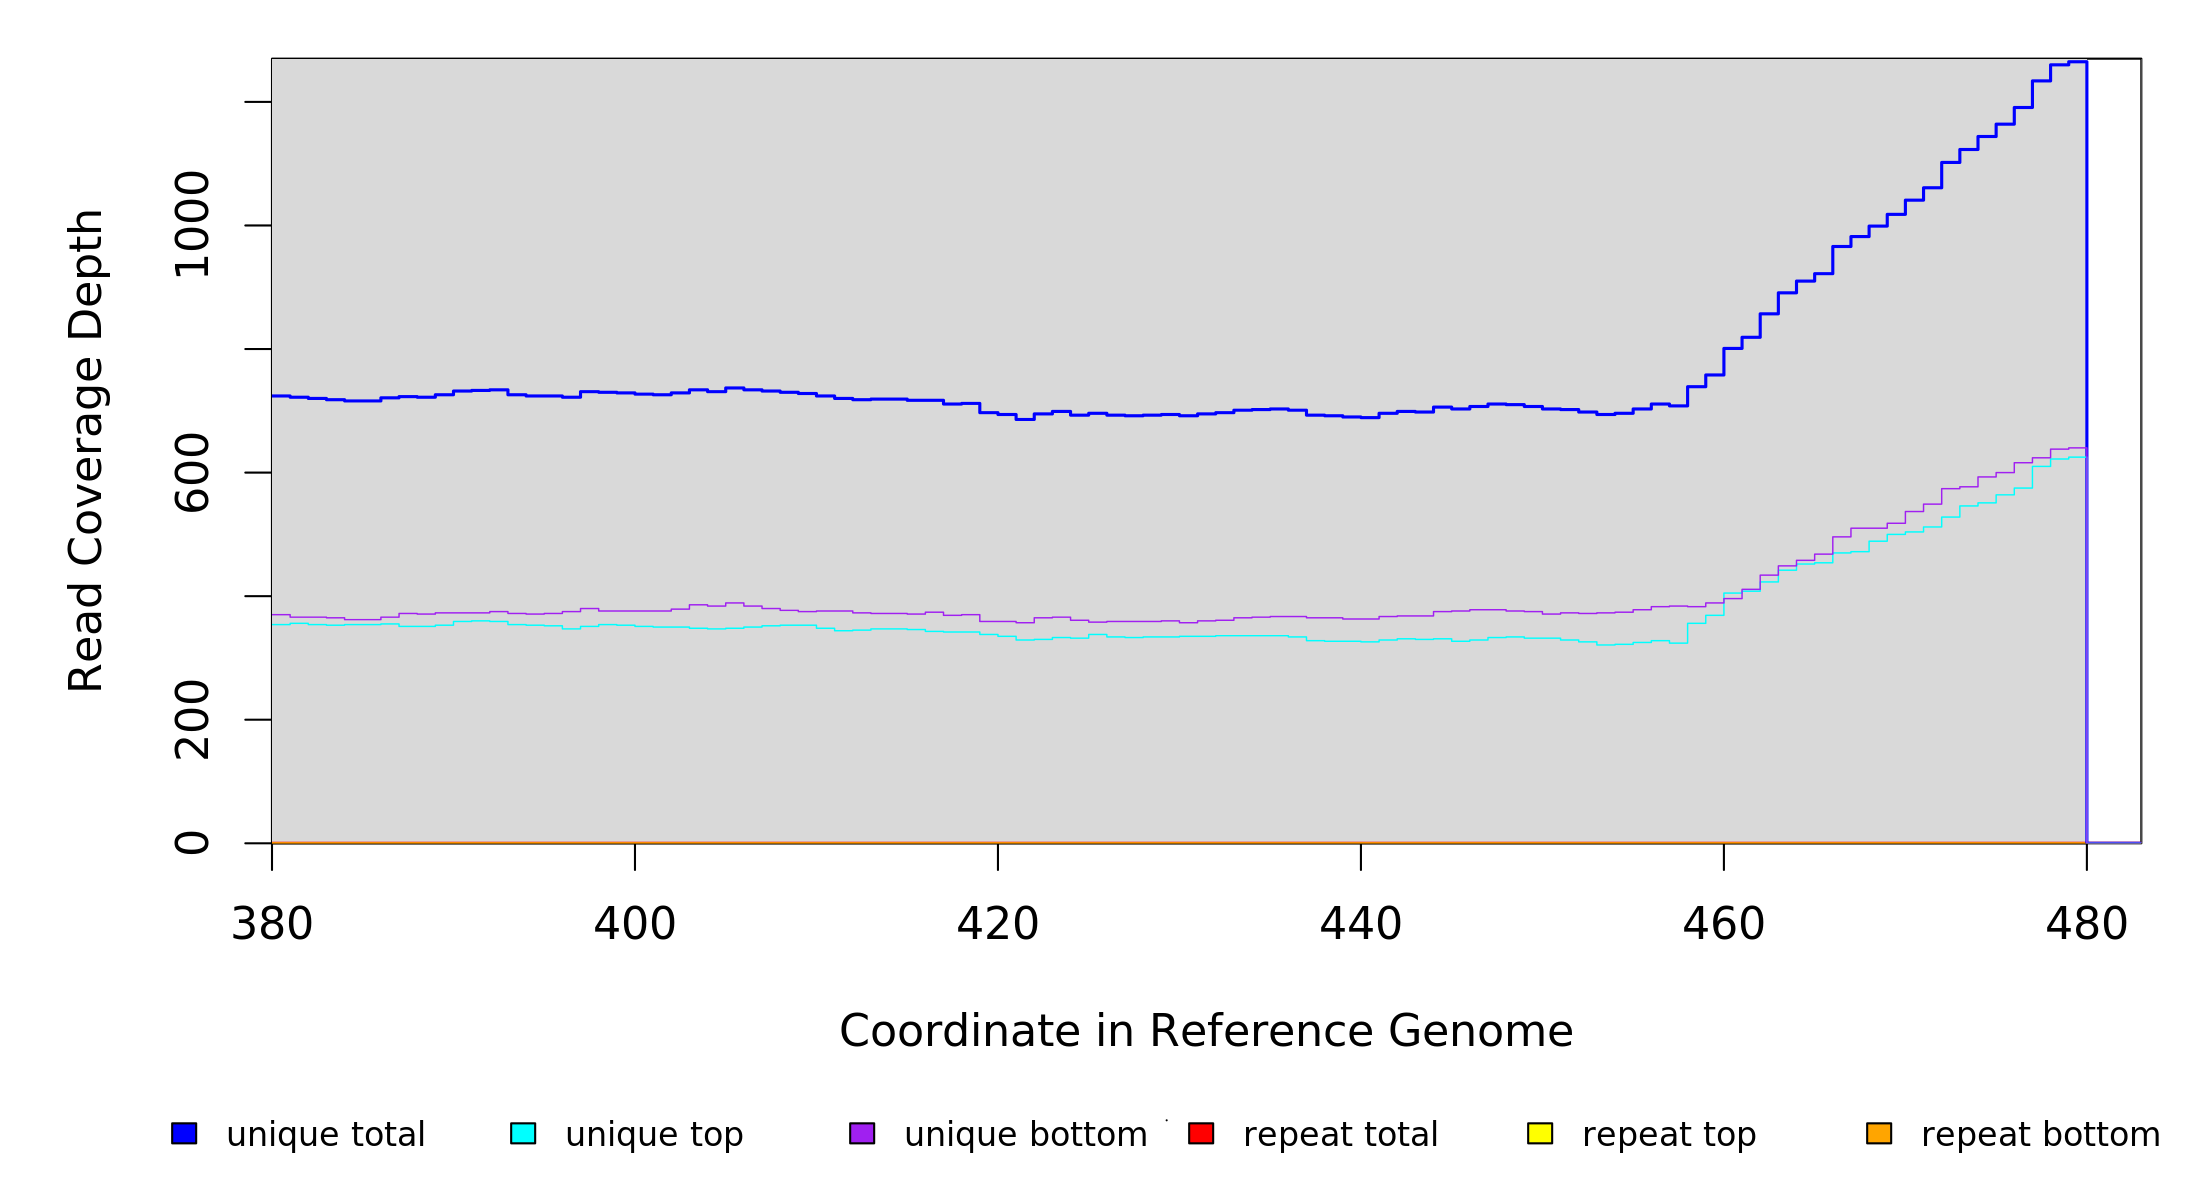 Read Coverage Depth
1000
600
200
0
380 400 420 440 460 480
Coordinate in Reference Genome
unique total unique top unique bottom repeat total repeat top repeat bottom